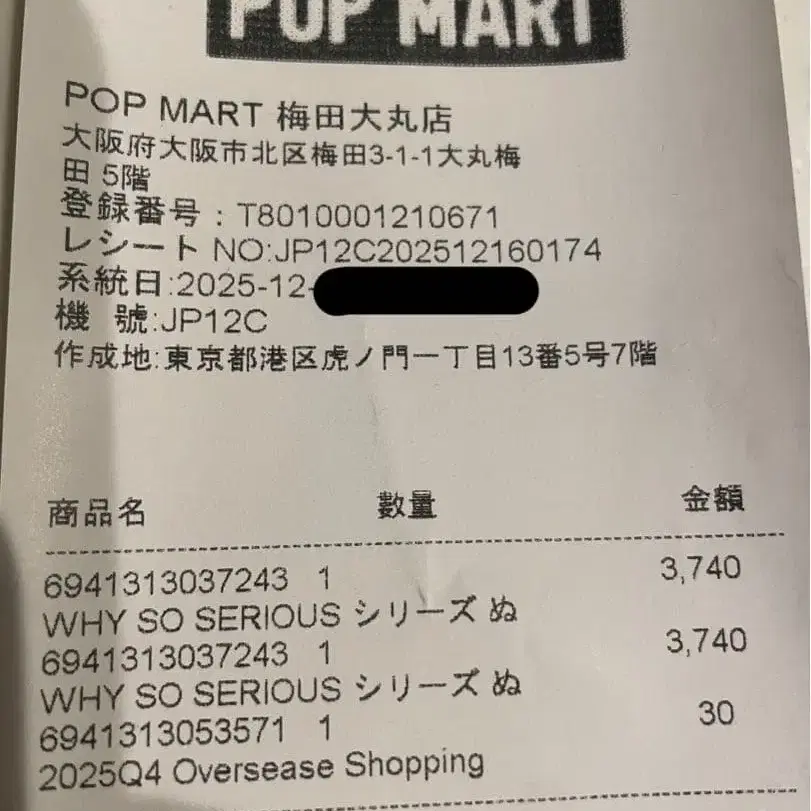 POP MART
POP MART 梅田大丸店
大阪府大阪市北区梅田3-1-1大丸梅
田 5階
登録番号：T8010001210671
レシート NO:JP12C202512160174
系統日:2025-12-
機 號:JP12C
作成地:東京都港区虎ノ門一丁目13番5号7階
商品名 数量 金額
6941313037243 1 3,740
WHY SO SERIOUS シリーズ ぬ
6941313037243 1 3,740
WHY SO SERIOUS シリーズ ぬ
6941313053571 1 30
2025Q4 Oversease Shopping